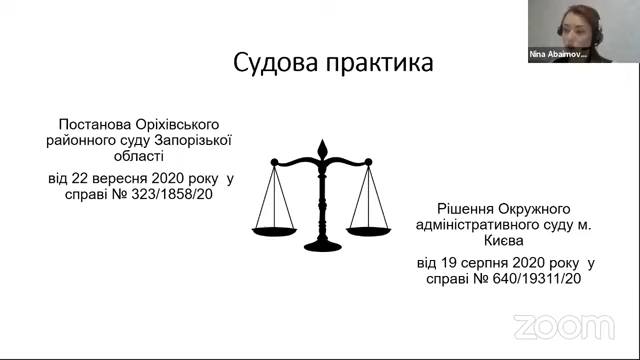 Nina Abaimov...
Судова практика
Постанова Оріхівського
районного суду Запорізької
області
від 22 вересня 2020 року у
справі № 323/1858/20
Рішення Окружного
адміністративного суду м.
Києва
від 19 серпня 2020 року у
справі № 640/19311/20
zoom